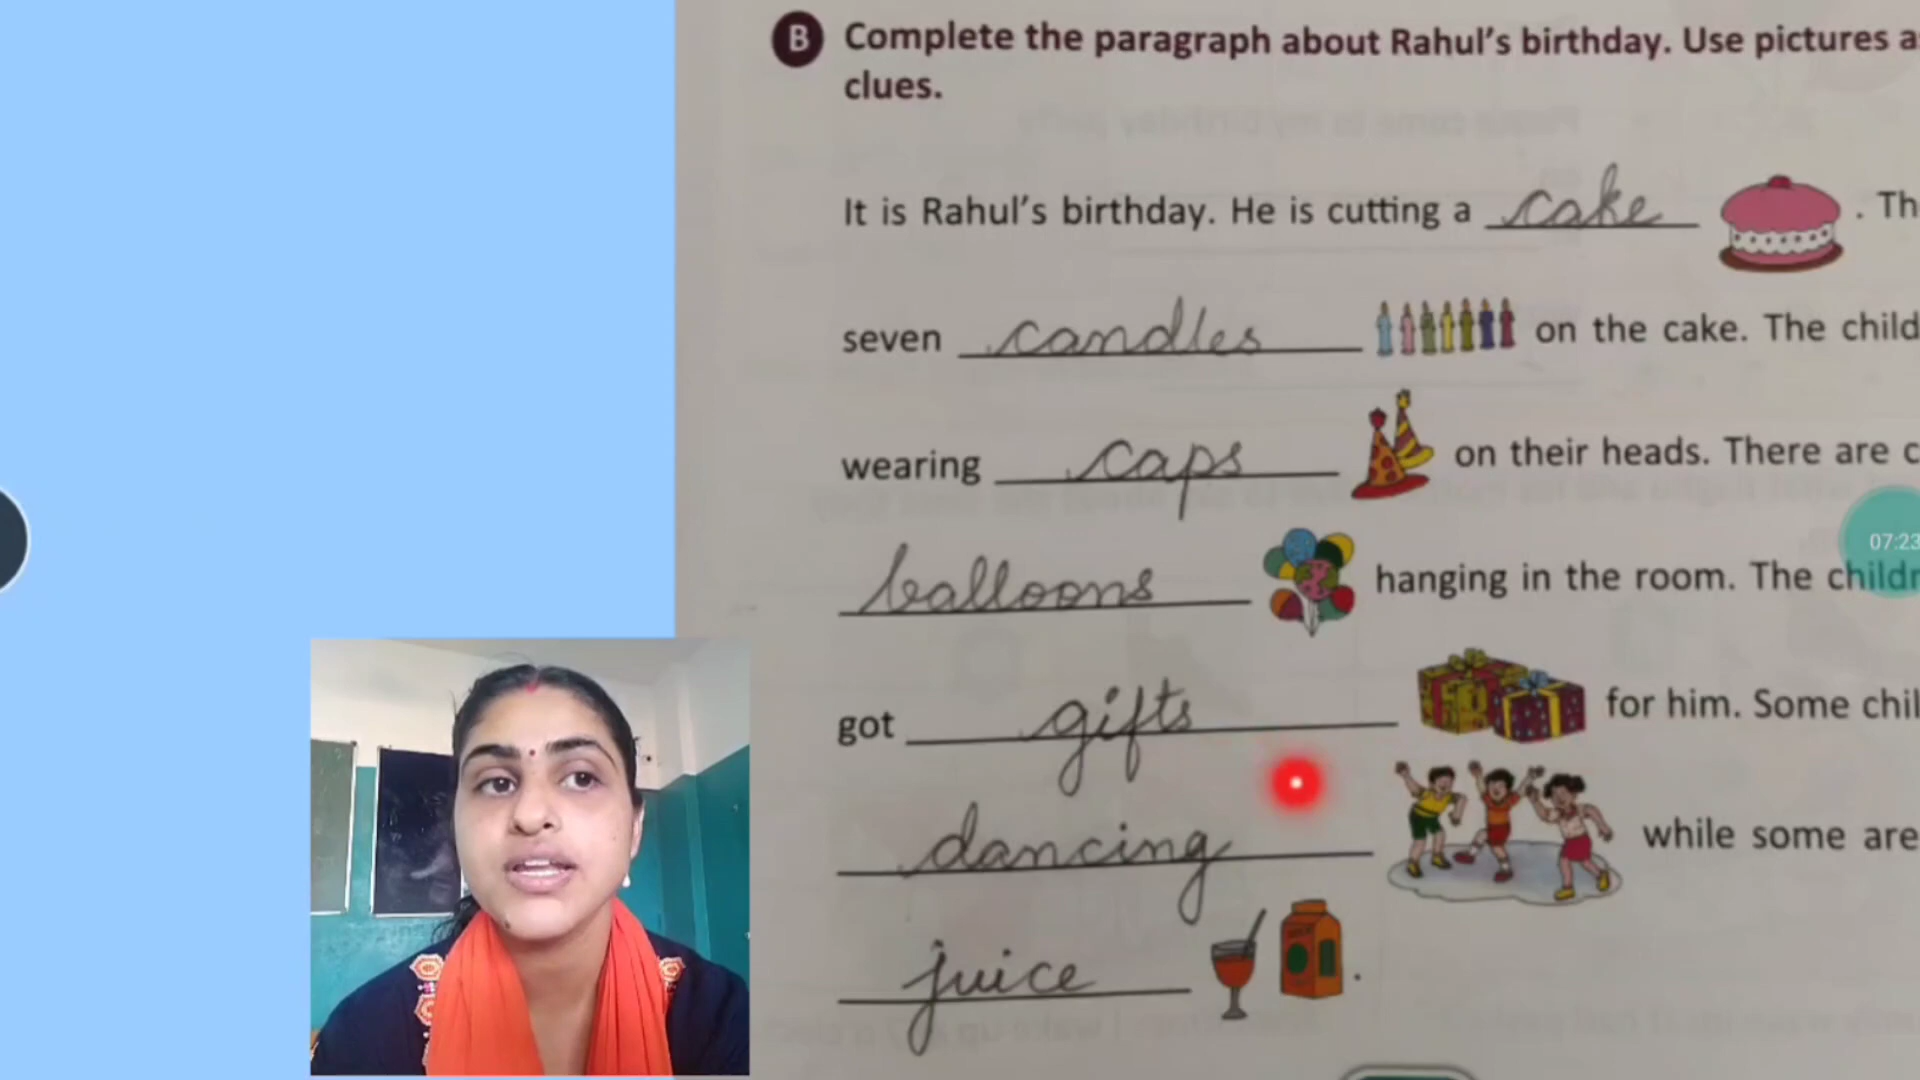 B Complete the paragraph about Rahul's birthday. Use pictures
clues.
It is Rahul's birthday. He is cutting a cake . Th
seven candles on the cake. The child
wearing caps on their heads. There are c
balloons hanging in the room. The childr
07:23
got gifts for him. Some chil
dancing while some are
juice .